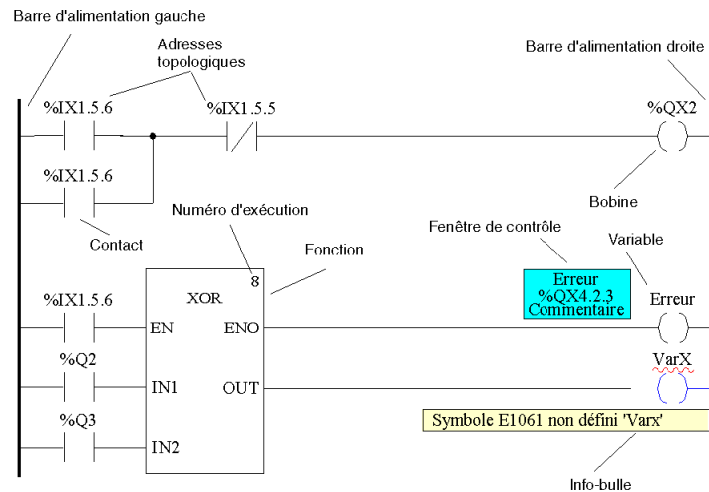 Barre d'alimentation gauche
Adresses
topologiques
Barre d'alimentation droite
%IX1.5.6
%IX1.5.5
%QX2
%IX1.5.6
Bobine
Contact
Numéro d'exécution
Fonction
Fenêtre de contrôle
Variable
8
XOR
Erreur
%QX4.2.3
Commentaire
Erreur
%IX1.5.6
EN
ENO
%Q2
VarX
IN1
OUT
%Q3
Symbole E1061 non défini 'Varx'
IN2
Info-bulle